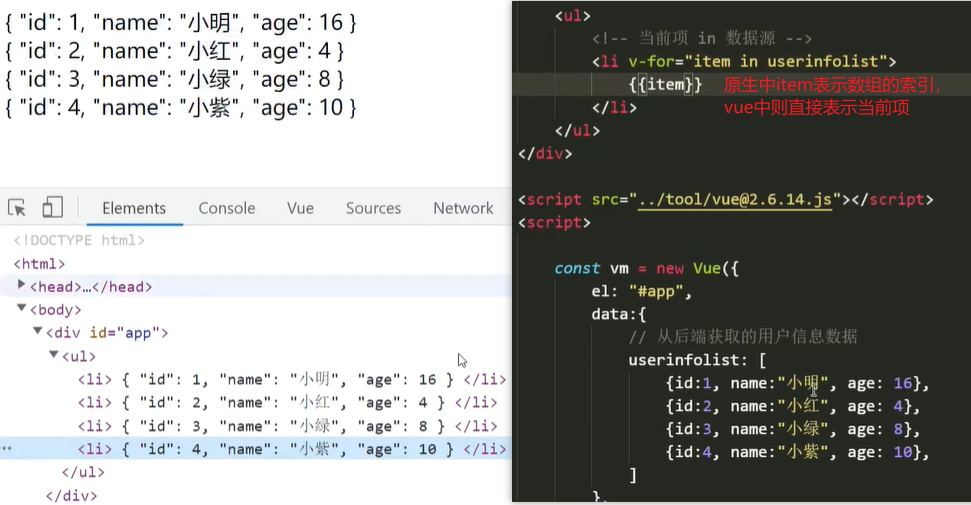 { "id": 1, "name": "小明", "age": 16 }
{ "id": 2, "name": "小红", "age": 4 }
{ "id": 3, "name": "小绿", "age": 8 }
{ "id": 4, "name": "小紫", "age": 10 }
Elements Console Vue Sources Network
<!DOCTYPE html>
<html>
<head>…</head>
<body>
<div id="app">
<ul>
<li> { "id": 1, "name": "小明", "age": 16 } </li>
<li> { "id": 2, "name": "小红", "age": 4 } </li>
<li> { "id": 3, "name": "小绿", "age": 8 } </li>
<li> { "id": 4, "name": "小紫", "age": 10 } </li>
</ul>
</div>
<ul>
<!-- 当前项 in 数据源 -->
<li v-for="item in userinfolist">
{{item}} 原生中item表示数组的索引,
vue中则直接表示当前项
</li>
</ul>
</div>
<script src="../tool/vue@2.6.14.js"></script>
<script>
const vm = new Vue({
el: "#app",
data:{
// 从后端获取的用户信息数据
userinfolist: [
{id:1, name:"小明", age: 16},
{id:2, name:"小红", age: 4},
{id:3, name:"小绿", age: 8},
{id:4, name:"小紫", age: 10},
]
},